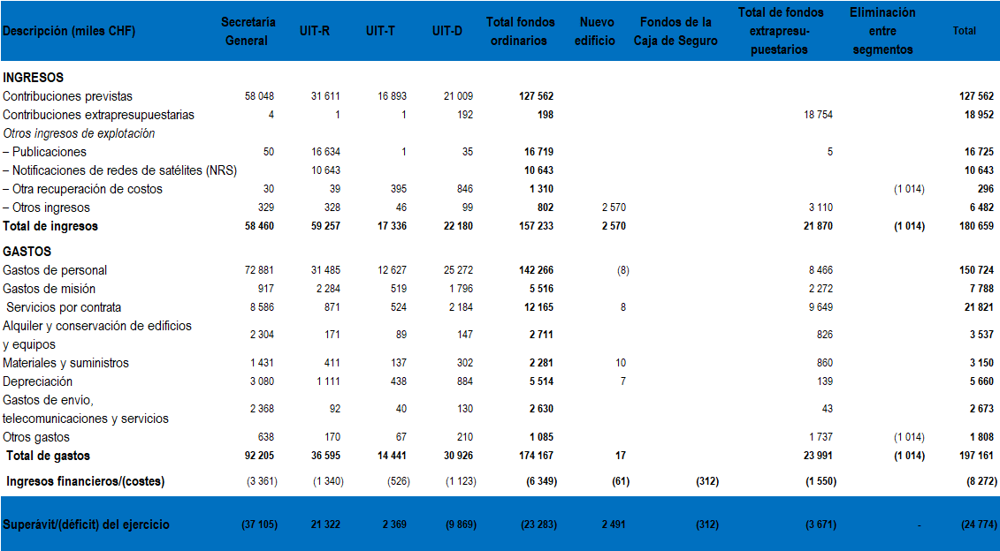 Descripción (miles CHF) Secretaría General UIT-R UIT-T UIT-D Total fondos ordinarios Nuevo edificio Fondos de la Caja de Seguro Total de fondos extrapresu-puestarios Eliminación entre segmentos Total
INGRESOS
Contribuciones previstas 58 048 31 611 16 893 21 009 127 562 127 562
Contribuciones extrapresupuestarias 4 1 1 192 198 18 754 18 952
Otros ingresos de explotación
– Publicaciones 50 16 634 1 35 16 719 5 16 725
– Notificaciones de redes de satélites (NRS) 10 643 10 643 10 643
– Otra recuperación de costos 30 39 395 846 1 310 (1 014) 296
– Otros ingresos 329 328 46 99 802 2 570 3 110 6 482
Total de ingresos 58 460 59 257 17 336 22 180 157 233 2 570 21 870 (1 014) 180 659
GASTOS
Gastos de personal 72 881 31 485 12 627 25 272 142 266 (8) 8 466 150 724
Gastos de misión 917 2 284 519 1 796 5 516 2 272 7 788
Servicios por contrata 8 586 871 524 2 184 12 165 8 9 649 21 821
Alquiler y conservación de edificios
y equipos 2 304 171 89 147 2 711 826 3 537
Materiales y suministros 1 431 411 137 302 2 281 10 860 3 150
Depreciación 3 080 1 111 438 884 5 514 7 139 5 660
Gastos de envío,
telecomunicaciones y servicios 2 368 92 40 130 2 630 43 2 673
Otros gastos 638 170 67 210 1 085 1 737 (1 014) 1 808
Total de gastos 92 205 36 595 14 441 30 926 174 167 17 23 991 (1 014) 197 161
Ingresos financieros/(costes) (3 361) (1 340) (526) (1 123) (6 349) (61) (312) (1 550) (8 272)
Superávit/(déficit) del ejercicio (37 105) 21 322 2 369 (9 869) (23 283) 2 491 (312) (3 671) - (24 774)